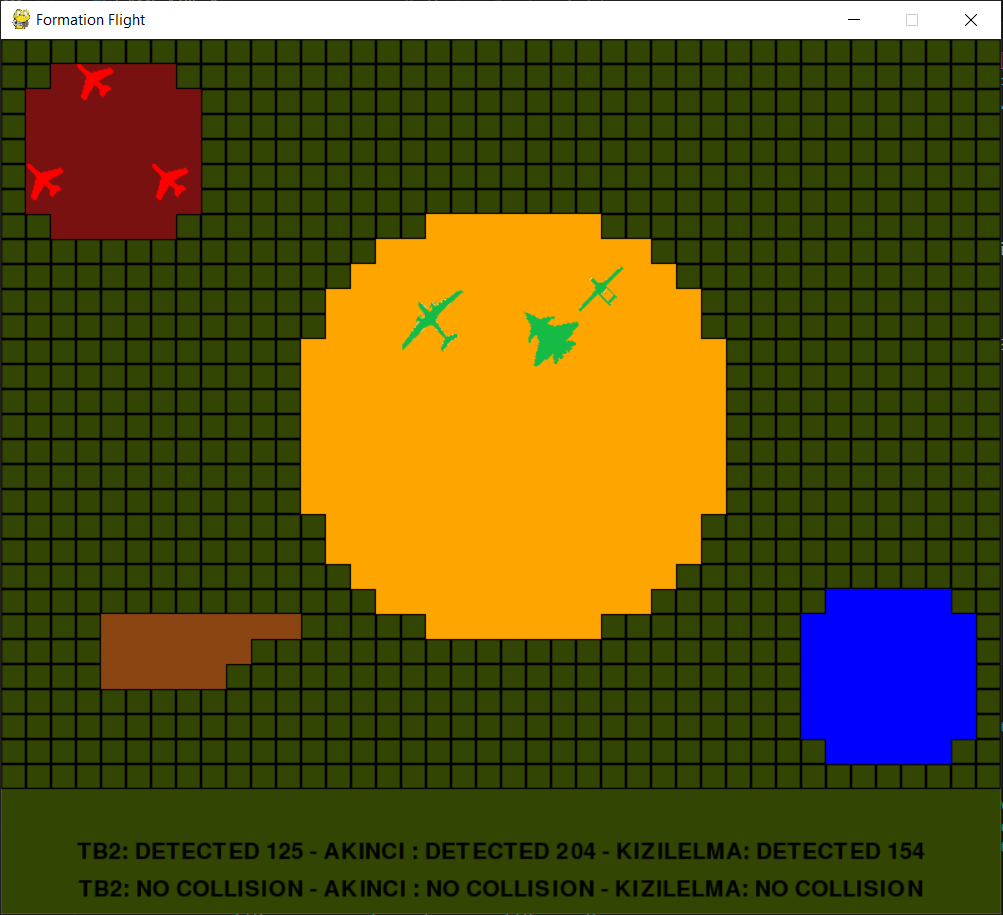 Formation Flight
TB2: DETECTED 125 - AKINCI : DETECTED 204 - KIZILELMA: DETECTED 154
TB2: NO COLLISION - AKINCI : NO COLLISION - KIZILELMA: NO COLLISION